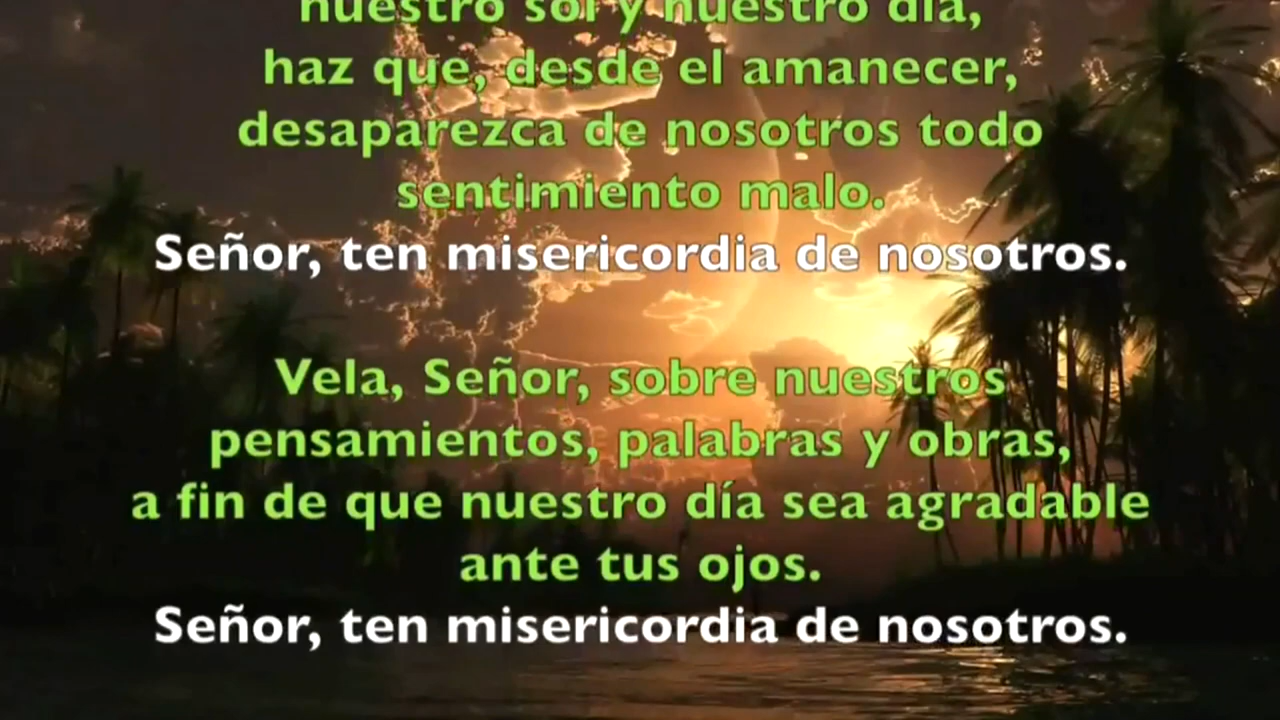 nuestro sol y nuestro día,
haz que, desde el amanecer,
desaparezca de nosotros todo
sentimiento malo.
Señor, ten misericordia de nosotros.
Vela, Señor, sobre nuestros
pensamientos, palabras y obras,
a fin de que nuestro día sea agradable
ante tus ojos.
Señor, ten misericordia de nosotros.